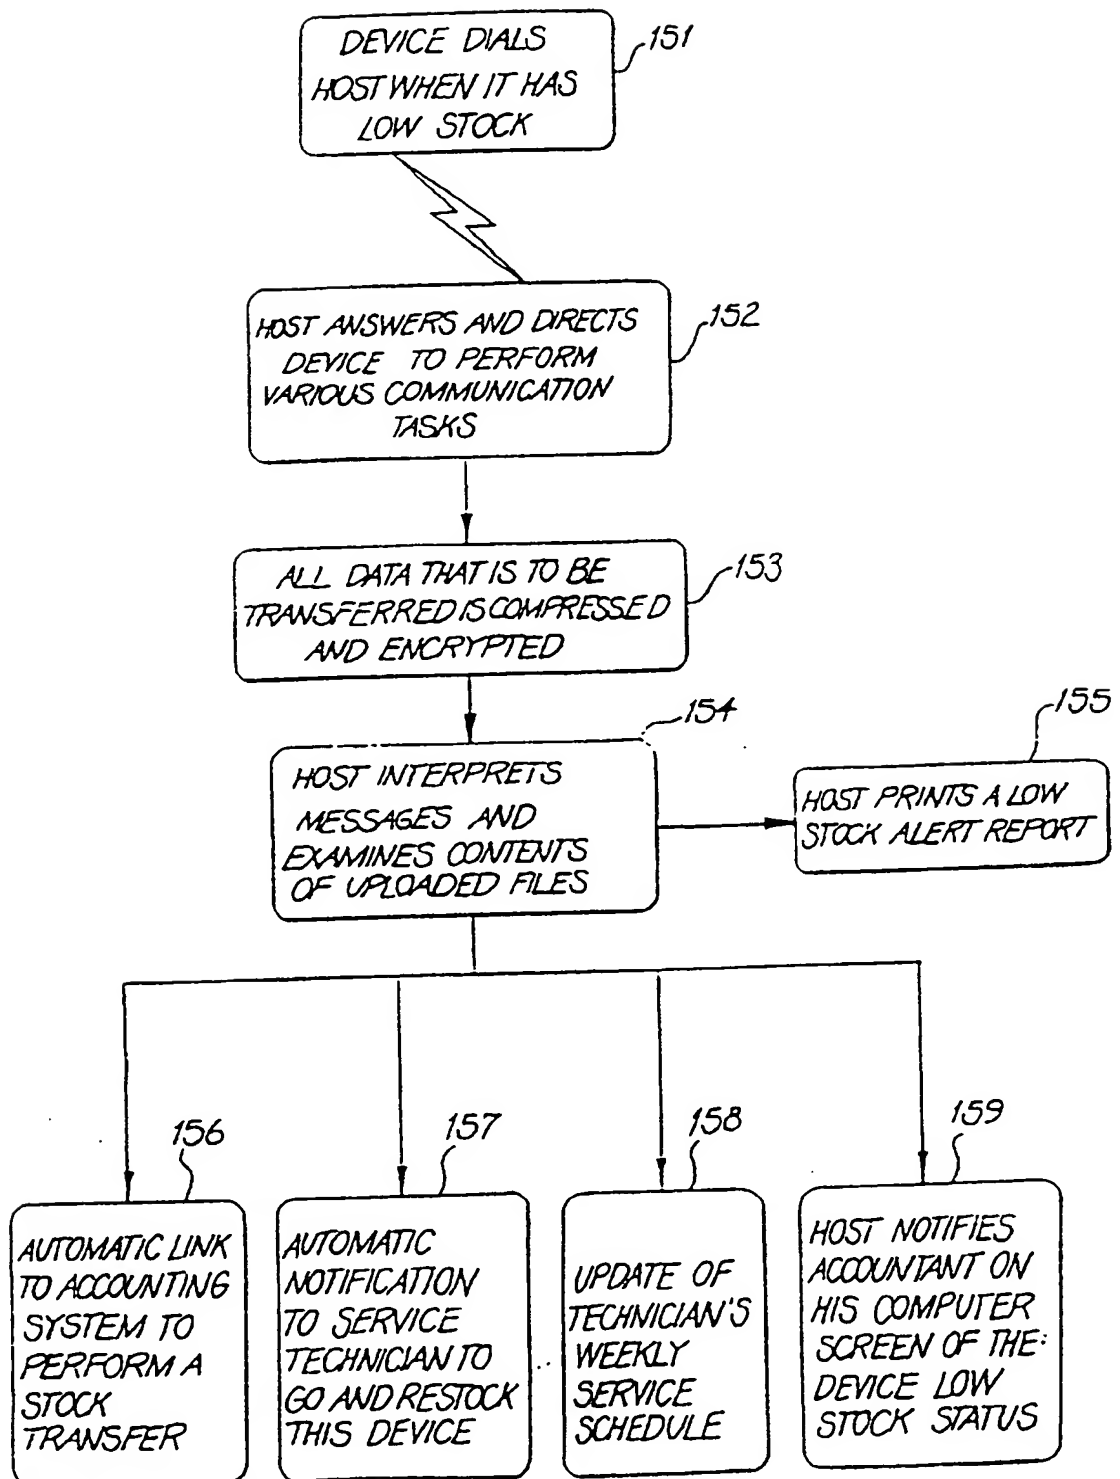 DEVICE DIALS
HOST WHEN IT HAS
LOW STOCK
151
HOST ANSWERS AND DIRECTS
DEVICE TO PERFORM
VARIOUS COMMUNICATION
TASKS
152
ALL DATA THAT IS TO BE
TRANSFERRED IS COMPRESSED
AND ENCRYPTED
153
HOST INTERPRETS
MESSAGES AND
EXAMINES CONTENTS
OF UPLOADED FILES
154
HOST PRINTS A LOW
STOCK ALERT REPORT
155
AUTOMATIC LINK
TO ACCOUNTING
SYSTEM TO
PERFORM A
STOCK
TRANSFER
156
AUTOMATIC
NOTIFICATION
TO SERVICE
TECHNICIAN TO
GO AND RESTOCK
THIS DEVICE
157
UPDATE OF
TECHNICIAN'S
WEEKLY
SERVICE
SCHEDULE
158
HOST NOTIFIES
ACCOUNTANT ON
HIS COMPUTER
SCREEN OF THE:
DEVICE LOW
STOCK STATUS
159